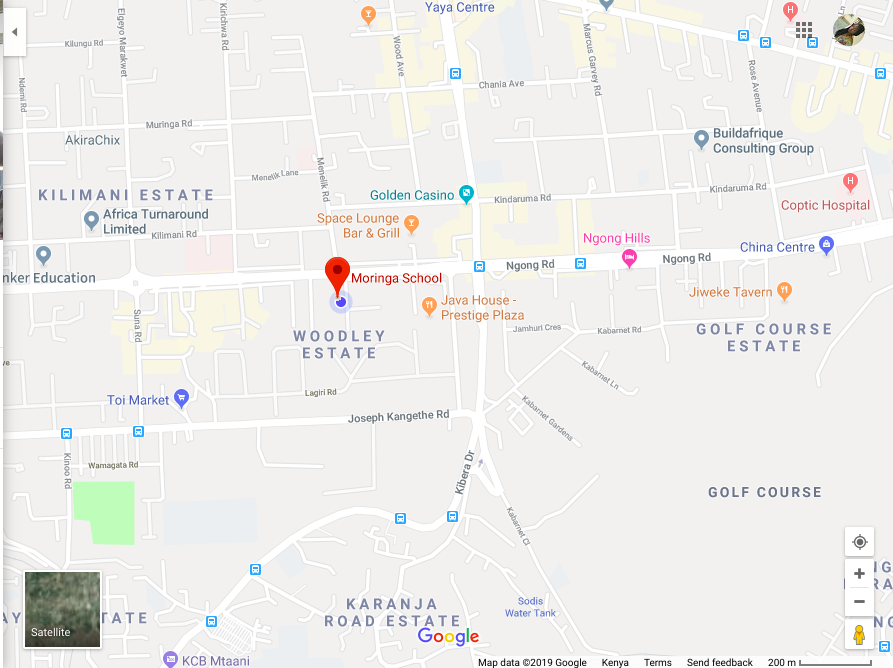 Yaya Centre
Kilungu Rd
Elgeyo Marakwet
Kirichwa Rd
Wood Ave
Marcus Garvey Rd
Rose Avenue
Ndemi Rd
Chania Ave
Muringa Rd
AkiraChix
Buildafrique
Consulting Group
Menelik Lane
Menelik Rd
KILIMANI ESTATE
Golden Casino
Kindaruma Rd
Kindaruma Rd
Coptic Hospital
Africa Turnaround
Limited
Kilimani Rd
Space Lounge
Bar & Grill
Ngong Hills
China Centre
Ngong Rd
Ngong Rd
nker Education
Moringa School
Jiweke Tavern
Java House -
Prestige Plaza
Suna Rd
WOODLEY
ESTATE
Jamhuri Cres
Kabarnet Rd
GOLF COURSE
ESTATE
Kabarnet Ln
Lagiri Rd
Toi Market
Joseph Kangethe Rd
Kabarnet Gardens
Wamagata Rd
Kinoo Rd
Kibera Dr
GOLF COURSE
Kabarnet Cl
Satellite
KARANJA
ROAD ESTATE
Sodis
Water Tank
Google
KCB Mtaani
Map data ©2019 Google Kenya Terms Send feedback 200 m